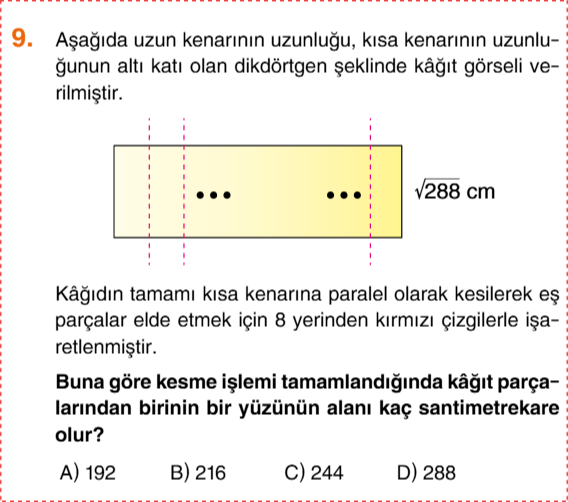 9. Aşağıda uzun kenarının uzunluğu, kısa kenarının uzunlu-
ğunun altı katı olan dikdörtgen şeklinde kâğıt görseli ve-
rilmiştir.
... ... √288 cm
Kâğıdın tamamı kısa kenarına paralel olarak kesilerek eş
parçalar elde etmek için 8 yerinden kırmızı çizgilerle işa-
retlenmiştir.
Buna göre kesme işlemi tamamlandığında kâğıt parça-
larından birinin bir yüzünün alanı kaç santimetrekare
olur?
A) 192 B) 216 C) 244 D) 288